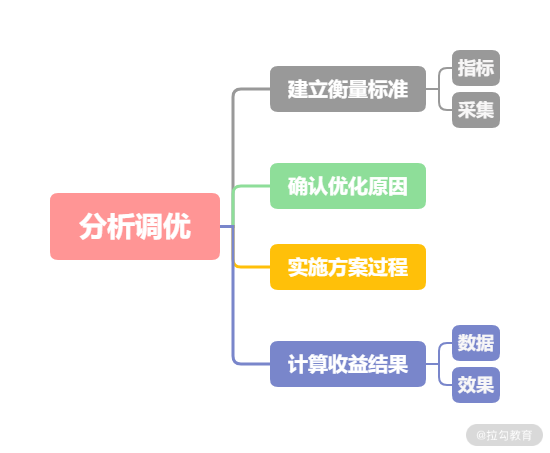 分析调优
建立衡量标准
指标
采集
确认优化原因
实施方案过程
计算收益结果
数据
效果
@拉勾教育